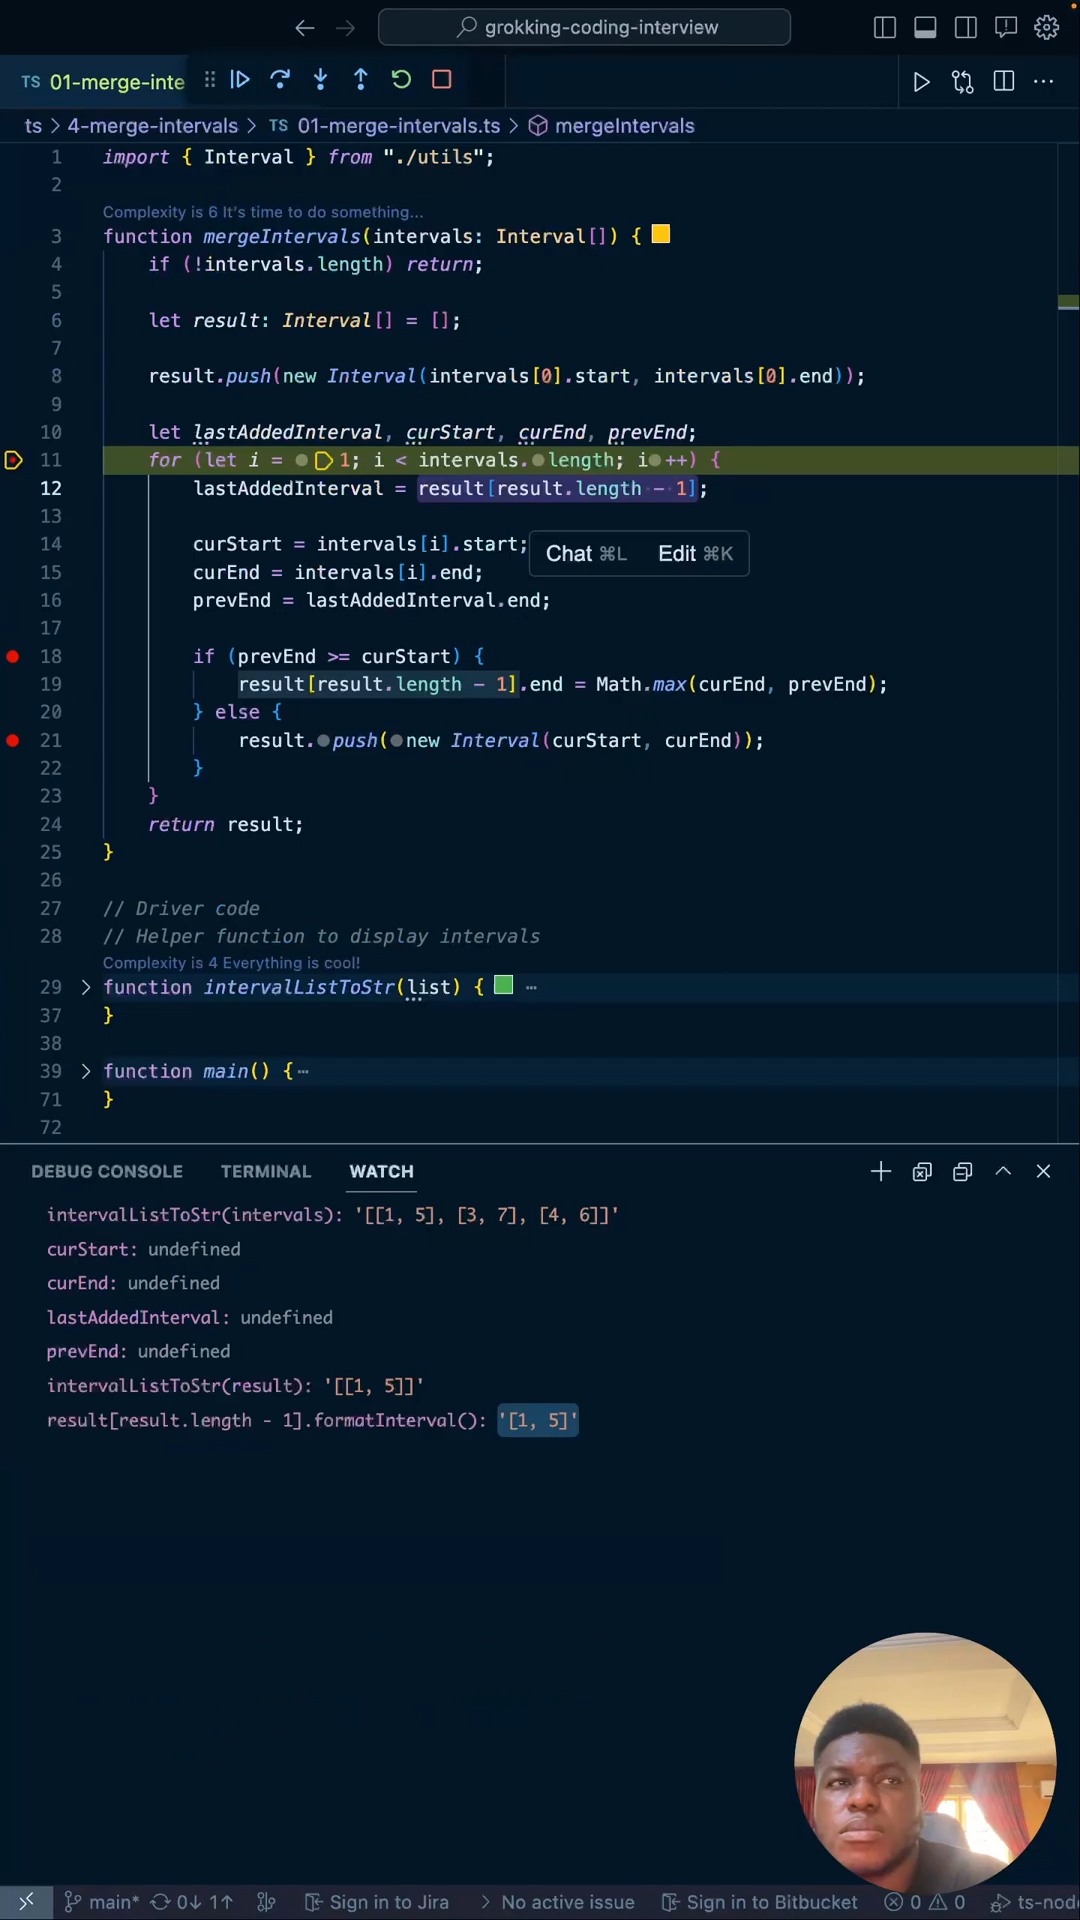 grokking-coding-interview
TS 01-merge-inte
ts > 4-merge-intervals > TS 01-merge-intervals.ts > mergeIntervals
1 import { Interval } from "./utils";
2
Complexity is 6 It's time to do something...
3 function mergeIntervals(intervals: Interval[]) {
4 if (!intervals.length) return;
5
6 let result: Interval[] = [];
7
8 result.push(new Interval(intervals[0].start, intervals[0].end));
9
10 let lastAddedInterval, curStart, curEnd, prevEnd;
11 for (let i = 1; i < intervals.length; i++) {
12 lastAddedInterval = result[result.length - 1];
13
14 curStart = intervals[i].start;
Chat ⌘L Edit ⌘K
15 curEnd = intervals[i].end;
16 prevEnd = lastAddedInterval.end;
17
18 if (prevEnd >= curStart) {
19 result[result.length - 1].end = Math.max(curEnd, prevEnd);
20 } else {
21 result.push(new Interval(curStart, curEnd));
22 }
23 }
24 return result;
25 }
26
27 // Driver code
28 // Helper function to display intervals
Complexity is 4 Everything is cool!
29 function intervalListToStr(list) { ⋯
37 }
38
39 function main() { ⋯
71 }
72
DEBUG CONSOLE TERMINAL WATCH
intervalListToStr(intervals): '[[1, 5], [3, 7], [4, 6]]'
curStart: undefined
curEnd: undefined
lastAddedInterval: undefined
prevEnd: undefined
intervalListToStr(result): '[[1, 5]]'
result[result.length - 1].formatInterval(): '[1, 5]'
main* 0↓ 1↑ Sign in to Jira No active issue Sign in to Bitbucket 0 0 ts-nod